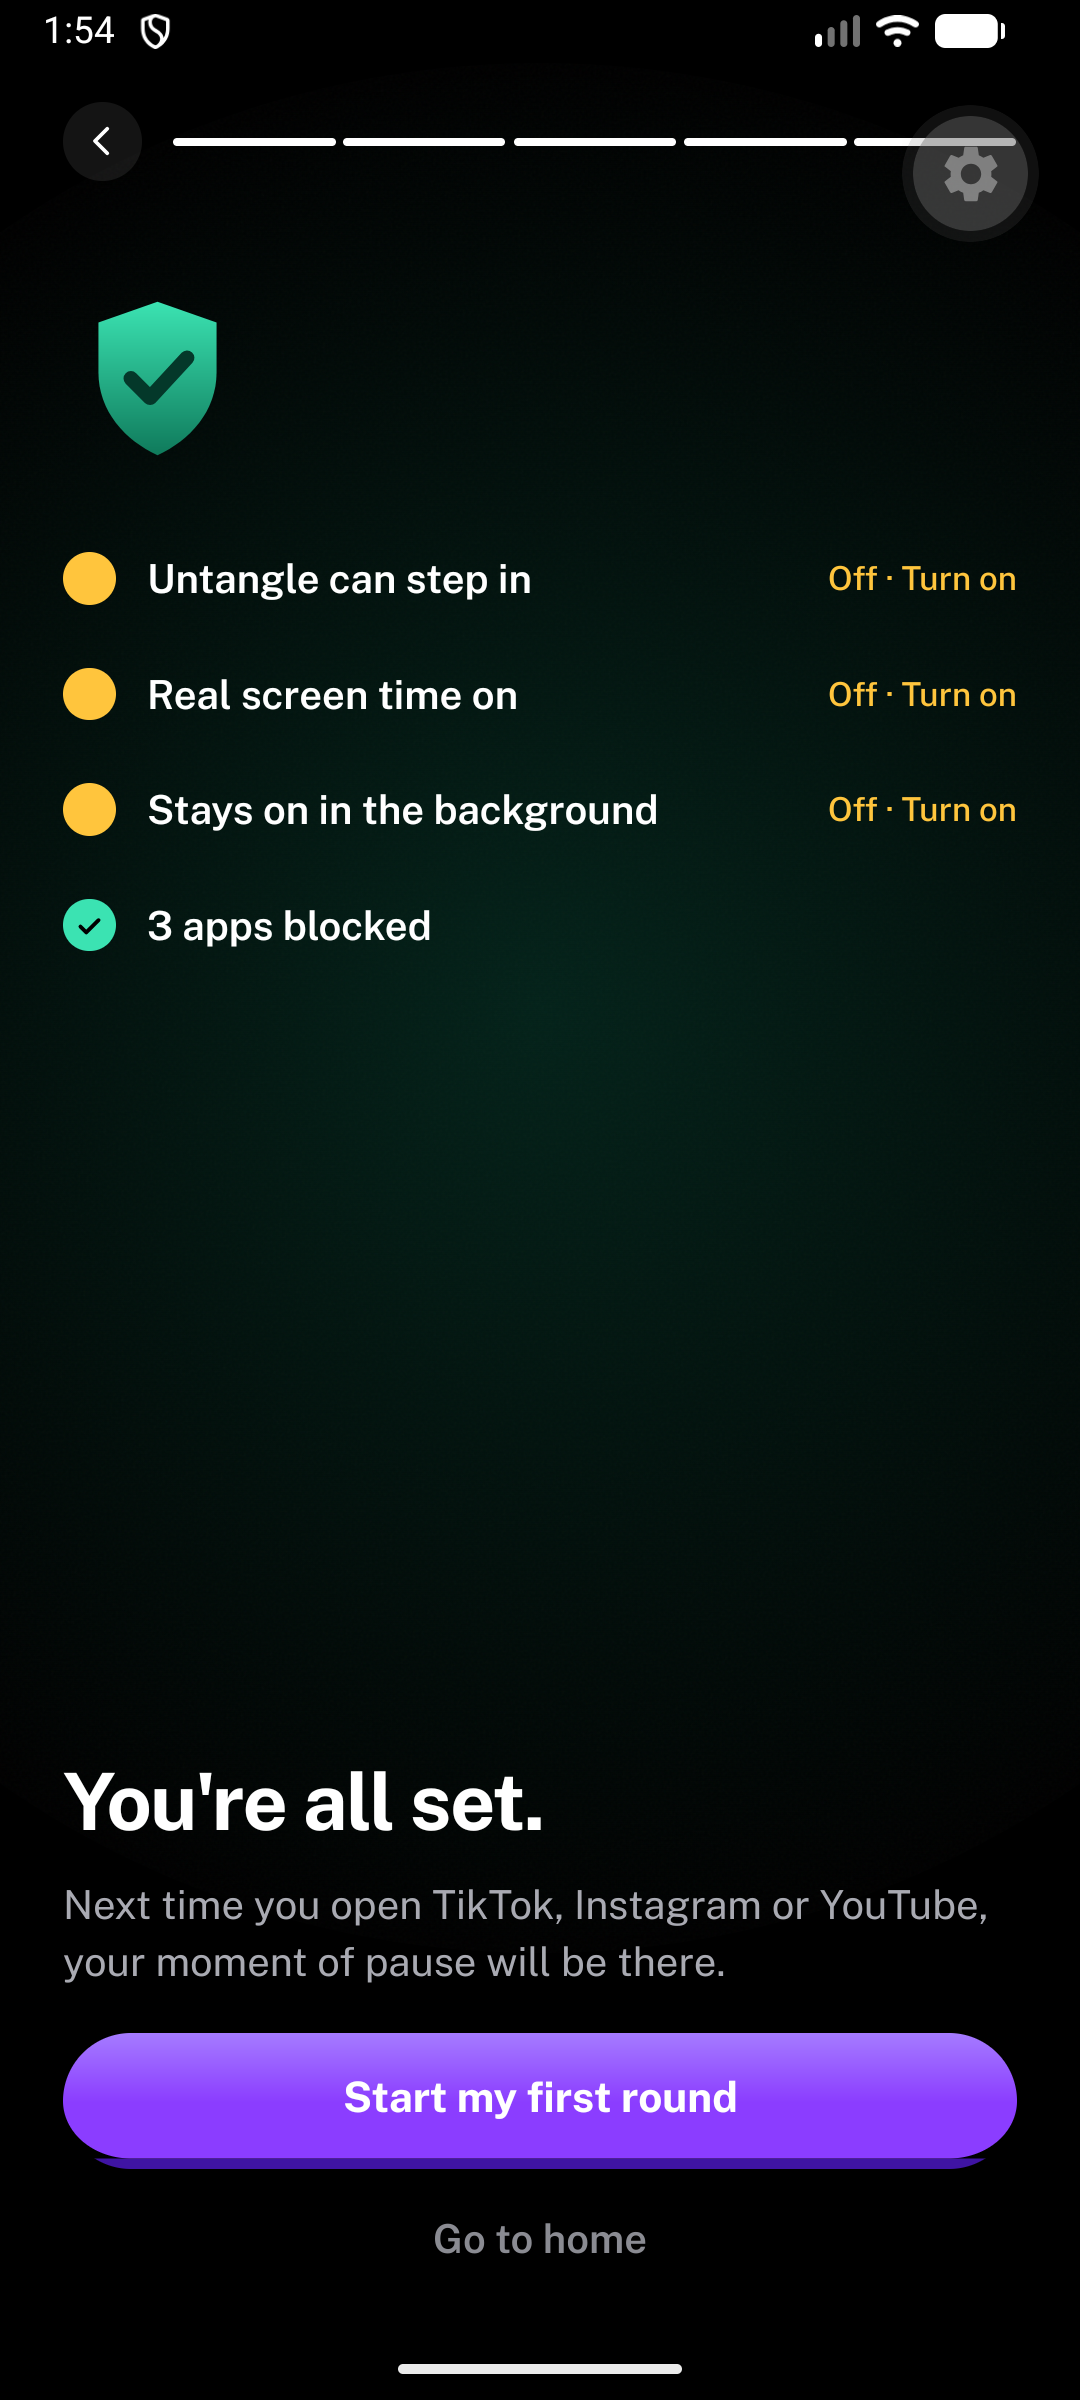 1:54
Untangle can step in
Off · Turn on
Real screen time on
Off · Turn on
Stays on in the background
Off · Turn on
3 apps blocked
You're all set.
Next time you open TikTok, Instagram or YouTube,
your moment of pause will be there.
Start my first round
Go to home